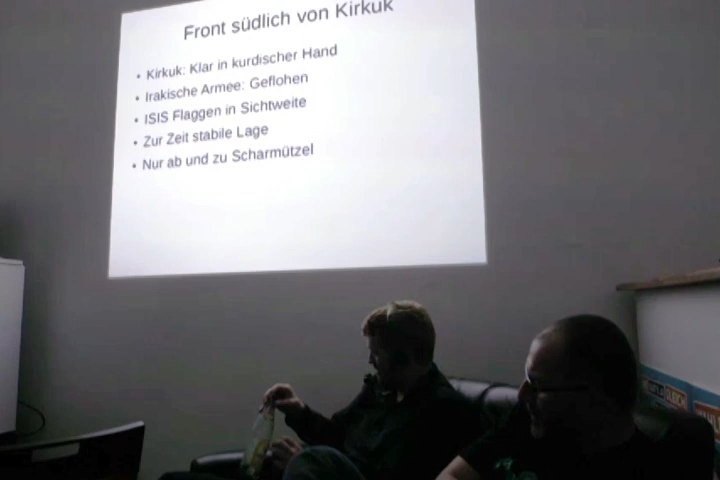 Front südlich von Kirkuk
• Kirkuk: Klar in kurdischer Hand
• Irakische Armee: Geflohen
• ISIS Flaggen in Sichtweite
• Zur Zeit stabile Lage
• Nur ab und zu Scharmützel